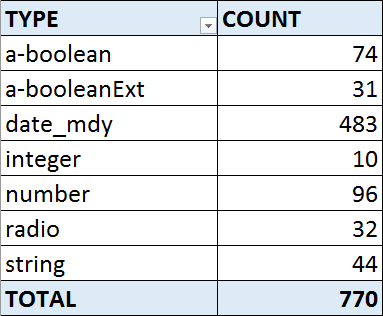 TYPE COUNT
a-boolean 74
a-booleanExt 31
date_mdy 483
integer 10
number 96
radio 32
string 44
TOTAL 770